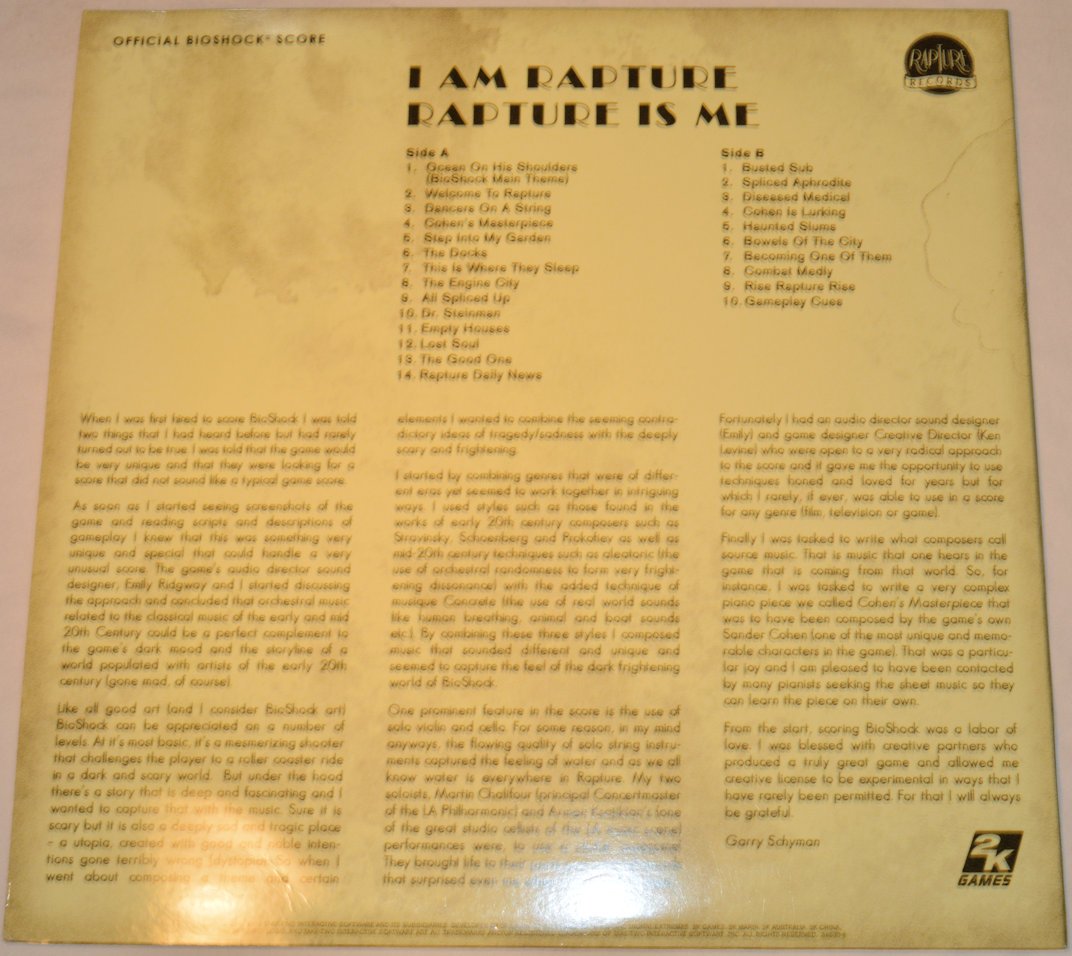 OFFICIAL BIOSHOCK® SCORE
RAPTURE
RECORDS
I AM RAPTURE
RAPTURE IS ME
Side A
1. Ocean On His Shoulders
(BioShock Main Theme)
2. Welcome To Rapture
3. Dancers On A String
4. Cohen's Masterpiece
5. Step Into My Garden
6. The Docks
7. This Is Where They Sleep
8. The Engine City
9. All Spliced Up
10. Dr. Steinman
11. Empty Houses
12. Lost Soul
13. The Good One
14. Rapture Daily News
Side B
1. Busted Sub
2. Spliced Aphrodite
3. Diseased Medical
4. Cohen Is Lurking
5. Haunted Slums
6. Bowels Of The City
7. Becoming One Of Them
8. Combat Medly
9. Rise Rapture Rise
10. Gameplay Cues
When I was first hired to score BioShock I was told
two things that I had heard before but had rarely
turned out to be true. I was told that the game would
be very unique and that they were looking for a
score that did not sound like a typical game score.
As soon as I started seeing screenshots of the
game and reading scripts and descriptions of
gameplay I knew that this was something very
unique and special that could handle a very
unusual score. The game's audio director sound
designer, Emily Ridgway and I started discussing
the approach and concluded that orchestral music
related to the classical music of the early and mid
20th Century could be a perfect complement to
the game's dark mood and the storyline of a
world populated with artists of the early 20th
century (gone mad, of course).
Like all good art (and I consider BioShock art)
BioShock can be appreciated on a number of
levels. At it's most basic, it's a mesmerizing shooter
that challenges the player to a roller coaster ride
in a dark and scary world. But under the hood
there's a story that is deep and fascinating and I
wanted to capture that with the music. Sure it is
scary but it is also a deeply sad and tragic place
- a utopia, created with good and noble inten-
tions gone terribly wrong (dystopia). So when I
went about composing a theme and certain
elements I wanted to combine the seeming contra-
dictory ideas of tragedy/sadness with the deeply
scary and frightening.
I started by combining genres that were of differ-
ent eras yet seemed to work together in intriguing
ways. I used styles such as those found in the
works of early 20th century composers such as
Stravinsky, Schoenberg and Prokofiev as well as
mid-20th century techniques such as aleatoric (the
use of orchestral randomness to form very fright-
ening dissonance) with the added technique of
musique Concrete (the use of real world sounds
like human breathing, animal and boat sounds
etc.). By combining these three styles I composed
music that sounded different and unique and
seemed to capture the feel of the dark frightening
world of BioShock.
One prominent feature in the score is the use of
solo violin and cello. For some reason, in my mind
anyways, the flowing quality of solo string instru-
ments captured the feeling of water and as we all
know water is everywhere in Rapture. My two
soloists, Martin Chalifour (principal Concertmaster
of the LA Philharmonic) and (one
of the great studio cellists of the LA music scene)
performances were, to use a
They brought life to their
that surprised even me
Fortunately I had an audio director sound designer
(Emily) and game designer Creative Director (Ken
Levine) who were open to a very radical approach
to the score and it gave me the opportunity to use
techniques honed and loved for years but for
which I rarely, if ever, was able to use in a score
for any genre (film, television or game).
Finally I was tasked to write what composers call
source music. That is music that one hears in the
game that is coming from that world. So, for
instance, I was tasked to write a very complex
piano piece we called Cohen's Masterpiece that
was to have been composed by the game's own
Sander Cohen (one of the most unique and memo-
rable characters in the game). That was a particu-
lar joy and I am pleased to have been contacted
by many pianists seeking the sheet music so they
can learn the piece on their own.
From the start, scoring BioShock was a labor of
love. I was blessed with creative partners who
produced a truly great game and allowed me
creative license to be experimental in ways that I
have rarely been permitted. For that I will always
be grateful.
Garry Schyman
2K
GAMES
INTERACTIVE SOFTWARE AND ITS SUBSIDIARIES. 2K MARIN, 2K AUSTRALIA, 2K CHINA,
TAKE-TWO INTERACTIVE SOFTWARE ALL RIGHTS RESERVED.